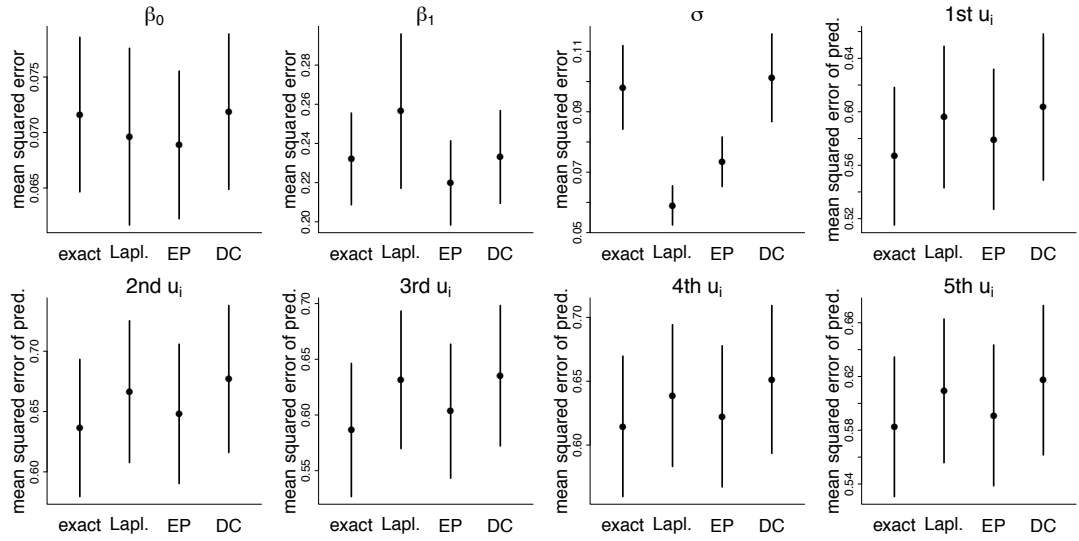 β0
mean squared error
0.075
0.070
0.065
exact Lapl. EP DC
β1
mean squared error
0.28
0.26
0.24
0.22
0.20
exact Lapl. EP DC
σ
mean squared error
0.11
0.09
0.07
0.05
exact Lapl. EP DC
1st ui
mean squared error of pred.
0.64
0.60
0.56
0.52
exact Lapl. EP DC
2nd ui
mean squared error of pred.
0.70
0.65
0.60
exact Lapl. EP DC
3rd ui
mean squared error of pred.
0.70
0.65
0.60
0.55
exact Lapl. EP DC
4th ui
mean squared error of pred.
0.70
0.65
0.60
exact Lapl. EP DC
5th ui
mean squared error of pred.
0.66
0.62
0.58
0.54
exact Lapl. EP DC